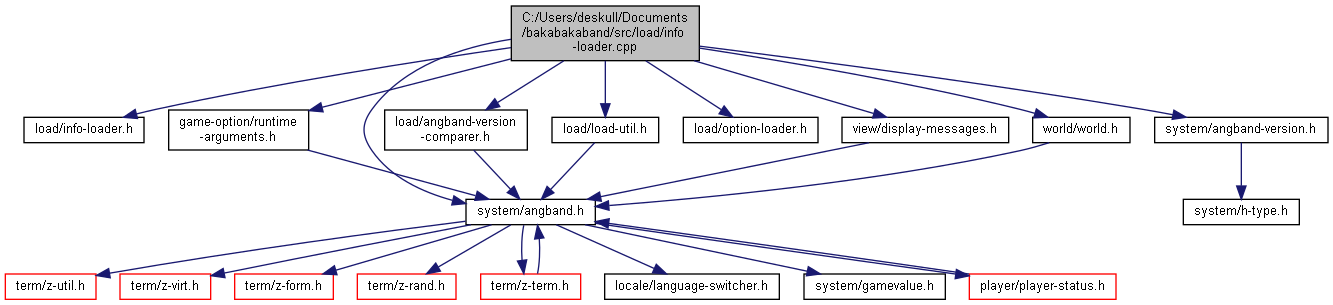 C:/Users/deskull/Documents
/bakabakaband/src/load/info
-loader.cpp
load/info-loader.h
game-option/runtime
-arguments.h
load/angband-version
-comparer.h
load/load-util.h
load/option-loader.h
view/display-messages.h
world/world.h
system/angband-version.h
system/angband.h
system/h-type.h
term/z-util.h
term/z-virt.h
term/z-form.h
term/z-rand.h
term/z-term.h
locale/language-switcher.h
system/gamevalue.h
player/player-status.h